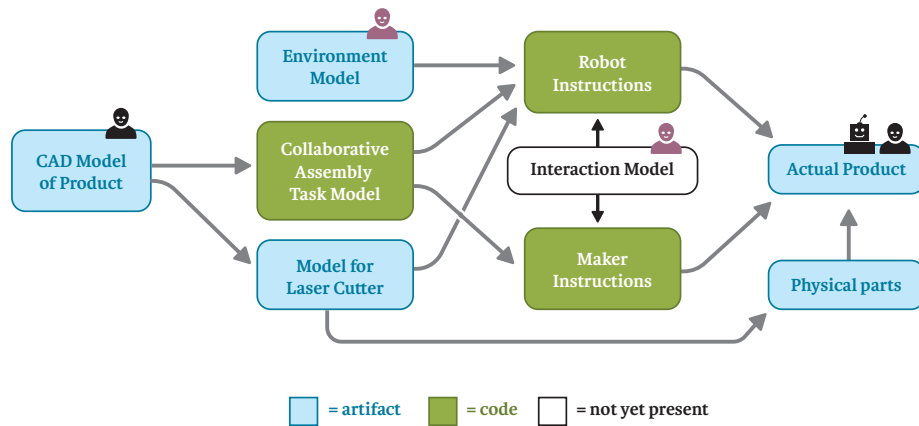 Environment
Model
Robot
Instructions
CAD Model
of Product
Collaborative
Assembly
Task Model
Interaction Model
Actual Product
Model for
Laser Cutter
Maker
Instructions
Physical parts
= artifact
= code
= not yet present